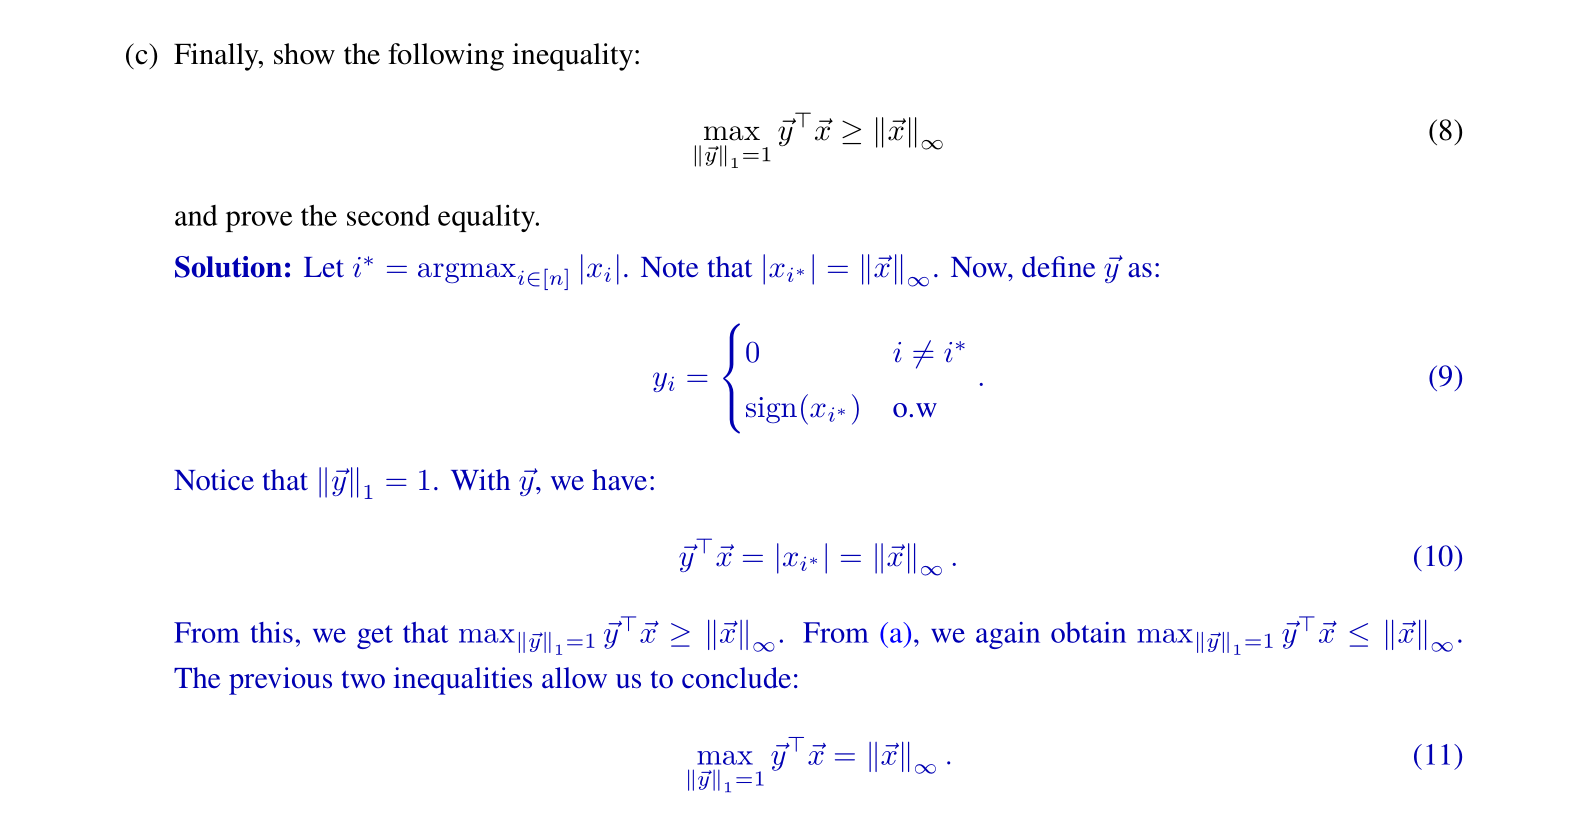 (c) Finally, show the following inequality:
$$\max_{\|\vec{y}\|_1=1} \vec{y}^\top \vec{x} \geq \|\vec{x}\|_\infty \quad (8)$$
and prove the second equality.
Solution: Let $i^* = \operatorname{argmax}_{i\in[n]} |x_i|$. Note that $|x_{i^*}| = \|\vec{x}\|_\infty$. Now, define $\vec{y}$ as:
$$y_i = \begin{cases} 0 & i \neq i^* \\ \operatorname{sign}(x_{i^*}) & \text{o.w} \end{cases}. \quad (9)$$
Notice that $\|\vec{y}\|_1 = 1$. With $\vec{y}$, we have:
$$\vec{y}^\top \vec{x} = |x_{i^*}| = \|\vec{x}\|_\infty. \quad (10)$$
From this, we get that $\max_{\|\vec{y}\|_1=1} \vec{y}^\top \vec{x} \geq \|\vec{x}\|_\infty$. From (a), we again obtain $\max_{\|\vec{y}\|_1=1} \vec{y}^\top \vec{x} \leq \|\vec{x}\|_\infty$.
The previous two inequalities allow us to conclude:
$$\max_{\|\vec{y}\|_1=1} \vec{y}^\top \vec{x} = \|\vec{x}\|_\infty. \quad (11)$$